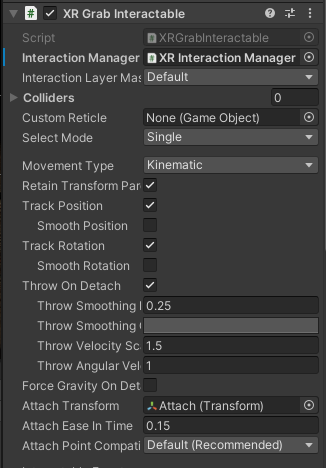 XR Grab Interactable
Script XRGrabInteractable
Interaction Manager XR Interaction Manager
Interaction Layer Mas Default
Colliders 0
Custom Reticle None (Game Object)
Select Mode Single
Movement Type Kinematic
Retain Transform Par
Track Position
Smooth Position
Track Rotation
Smooth Rotation
Throw On Detach
Throw Smoothing 0.25
Throw Smoothing
Throw Velocity Sc 1.5
Throw Angular Vel 1
Force Gravity On Det
Attach Transform Attach (Transform)
Attach Ease In Time 0.15
Attach Point Compati Default (Recommended)